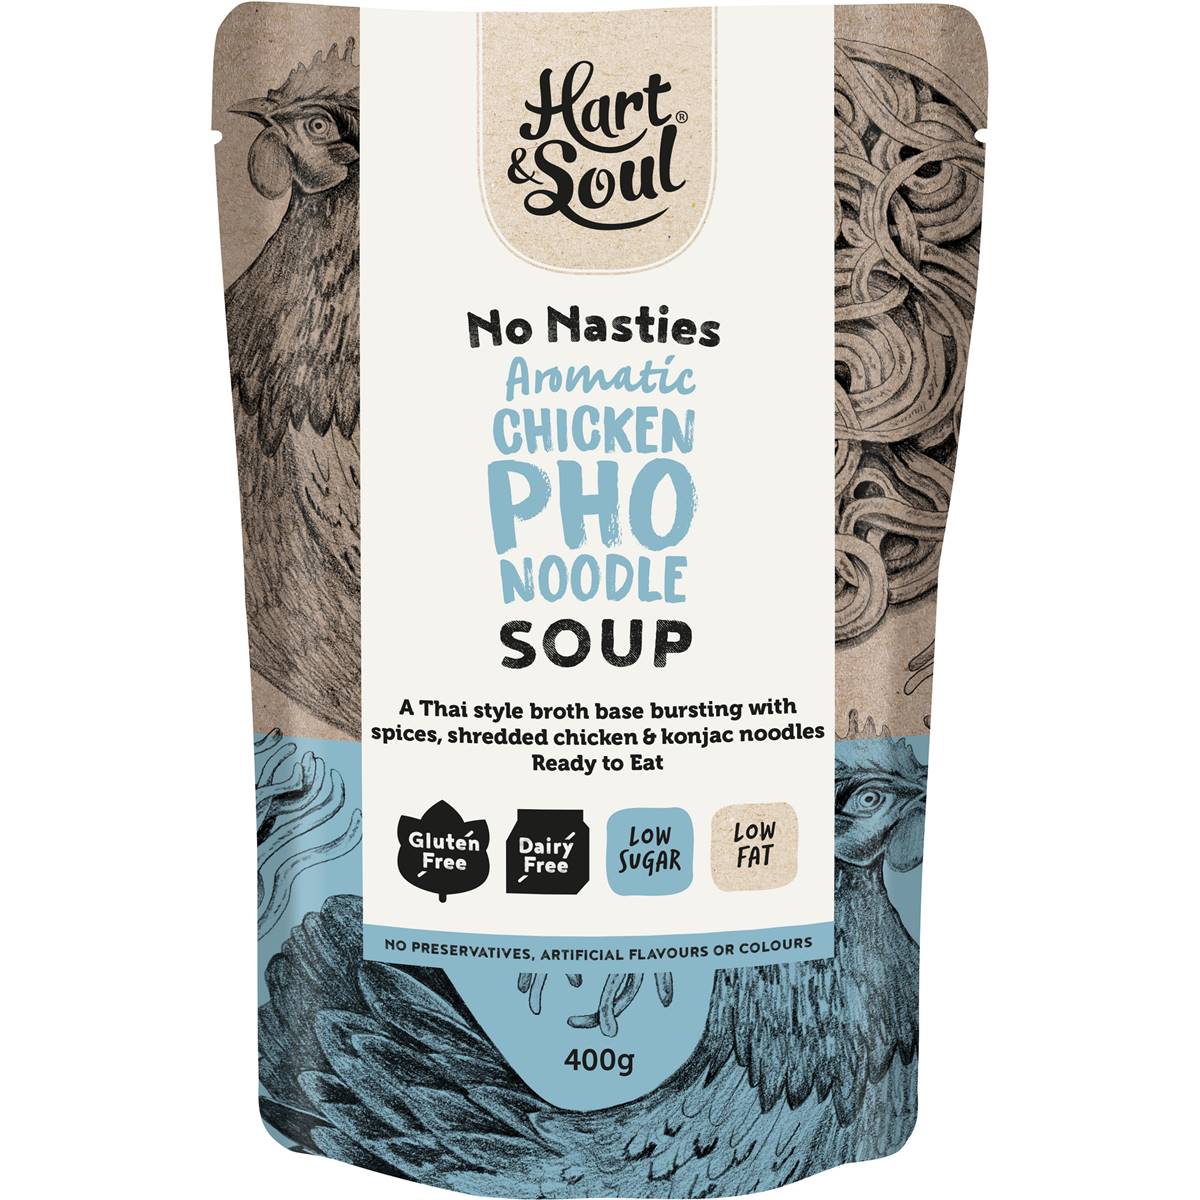 Hart®
& Soul
No Nasties
Aromatic
CHICKEN
PHO
NOODLE
SOUP
A Thai style broth base bursting with
spices, shredded chicken & konjac noodles
Ready to Eat
Gluten
Free
Dairy
Free
LOW
SUGAR
LOW
FAT
NO PRESERVATIVES, ARTIFICIAL FLAVOURS OR COLOURS
400g